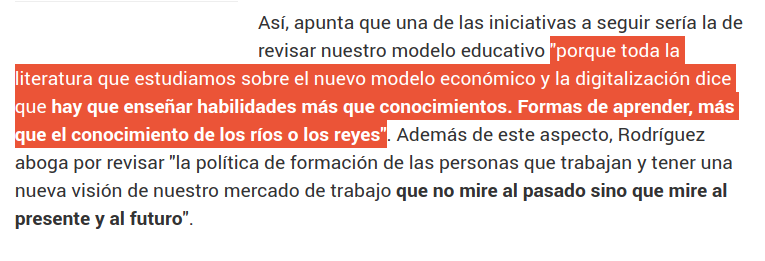 Así, apunta que una de las iniciativas a seguir sería la de
revisar nuestro modelo educativo "porque toda la
literatura que estudiamos sobre el nuevo modelo económico y la digitalización dice
que hay que enseñar habilidades más que conocimientos. Formas de aprender, más
que el conocimiento de los ríos o los reyes". Además de este aspecto, Rodríguez
aboga por revisar "la política de formación de las personas que trabajan y tener una
nueva visión de nuestro mercado de trabajo que no mire al pasado sino que mire al
presente y al futuro".